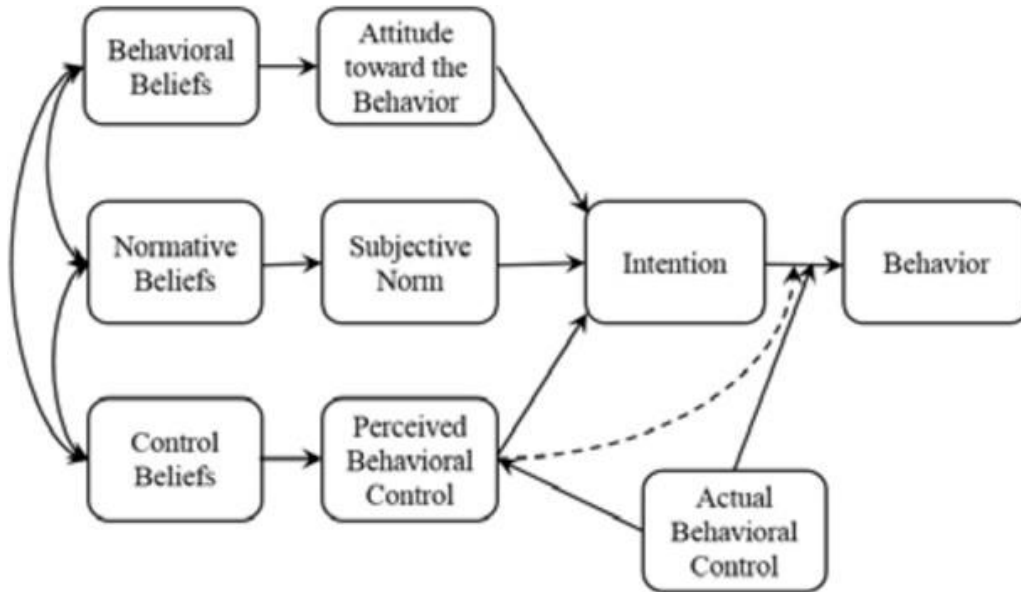 Behavioral
Beliefs
Attitude
toward the
Behavior
Normative
Beliefs
Subjective
Norm
Intention
Behavior
Control
Beliefs
Perceived
Behavioral
Control
Actual
Behavioral
Control